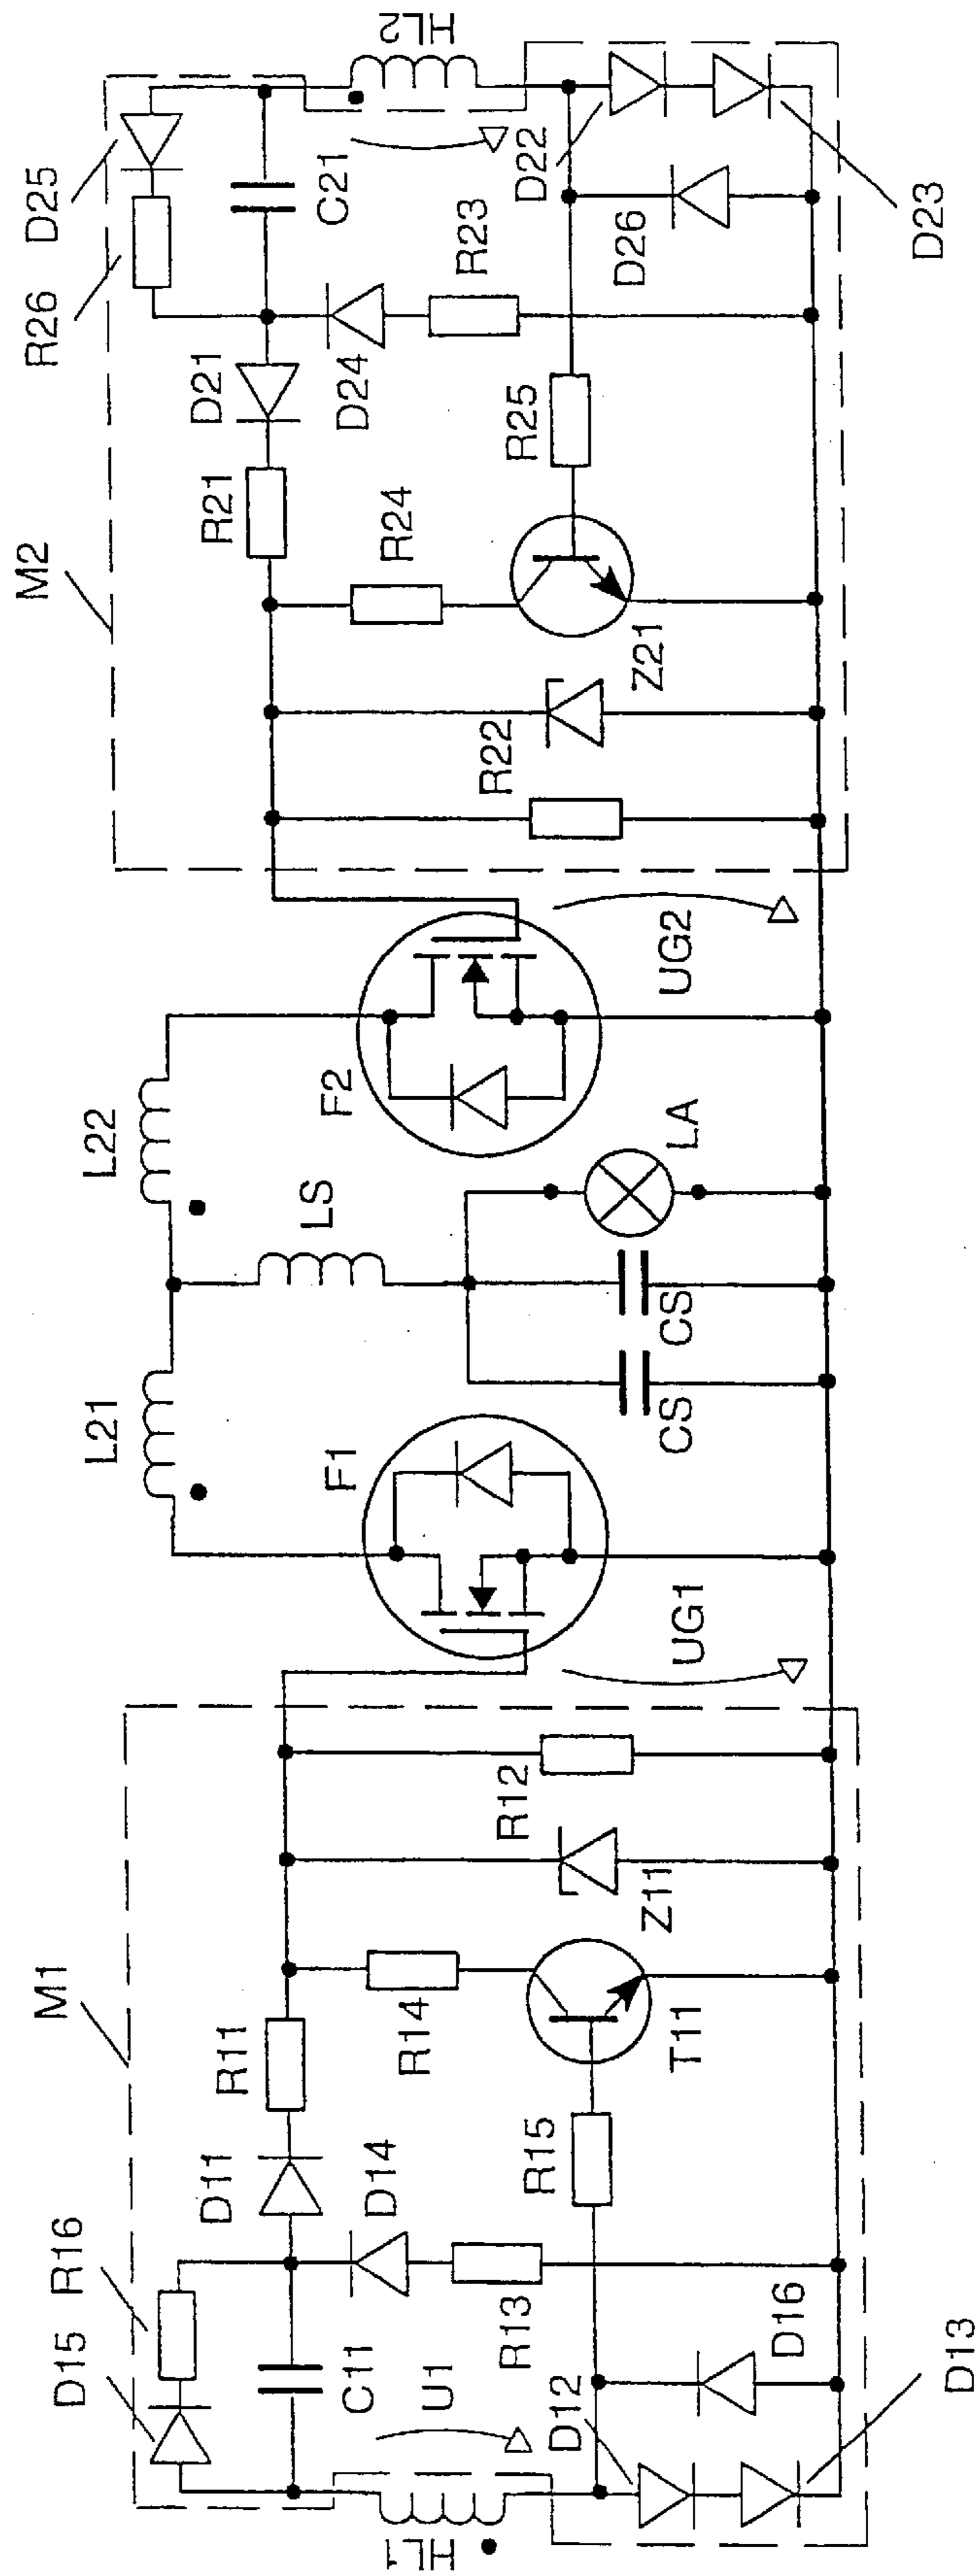 M1
D15
R16
D11
R11
C11
D14
R14
R12
U1
R13
R15
Z11
T11
HL1
D12
D16
D13
L21
L22
LS
F1
F2
CS
CS
LA
UG1
UG2
M2
R26
D25
R21
D21
C21
HL2
R24
D24
R23
R22
R25
Z21
D26
D22
D23